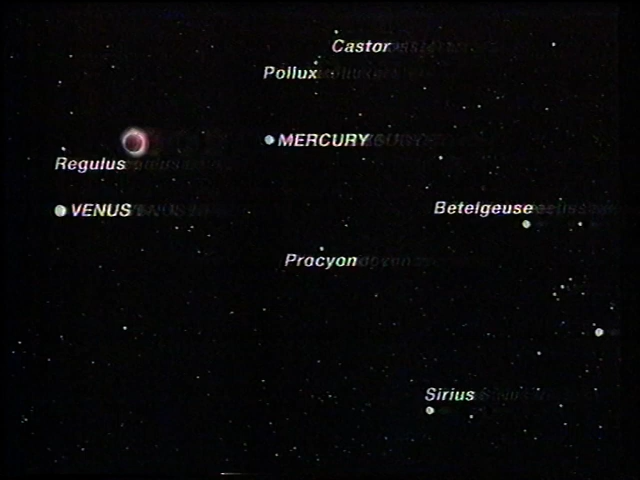 Castor
Pollux
MERCURY
Regulus
VENUS
Betelgeuse
Procyon
Sirius